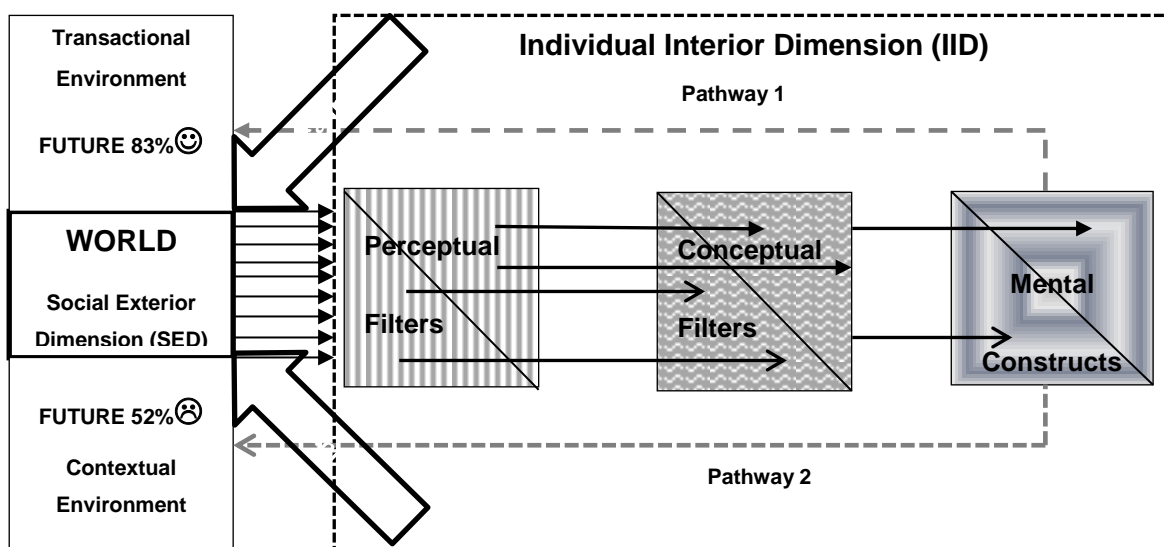 Transactional
Environment
FUTURE 83%☺
WORLD
Social Exterior
Dimension (SED)
FUTURE 52%☹
Contextual
Environment
Individual Interior Dimension (IID)
Pathway 1
Perceptual
Filters
Conceptual
Filters
Mental
Constructs
Pathway 2